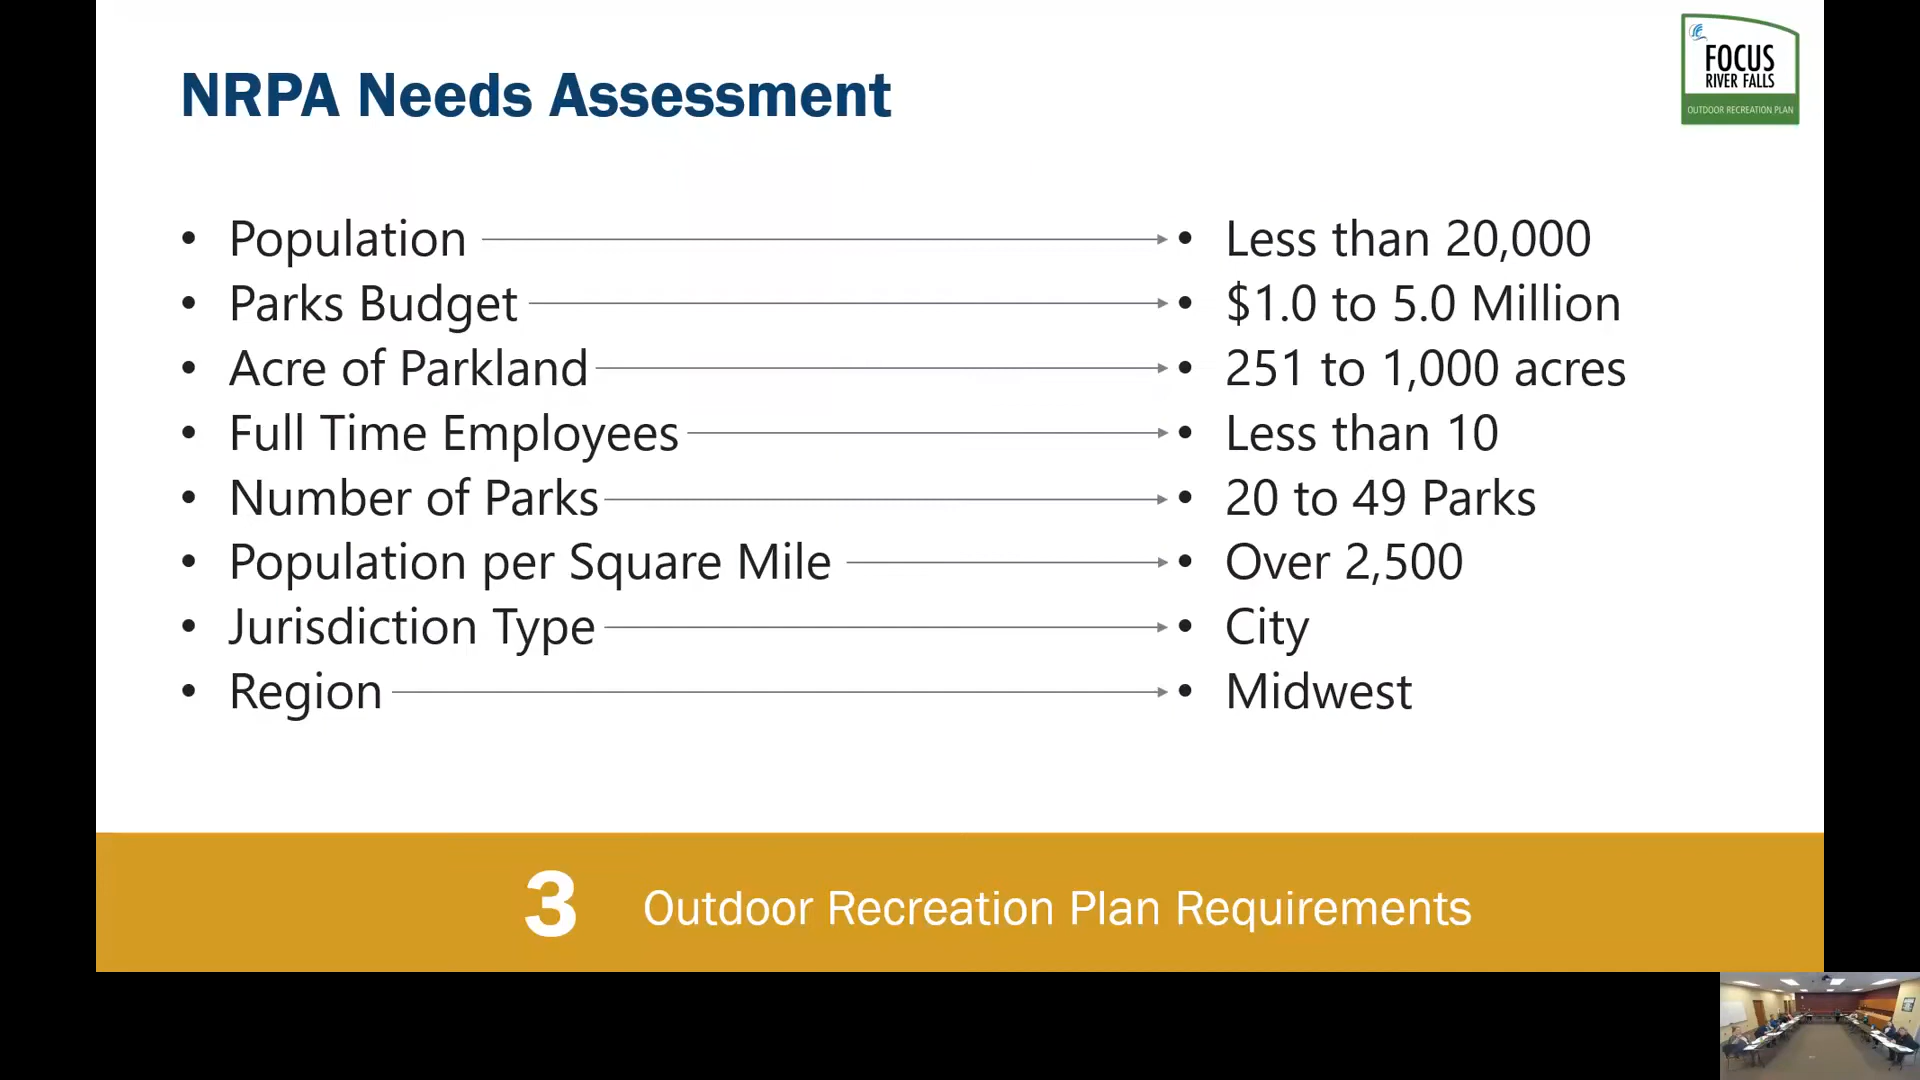 NRPA Needs Assessment
FOCUS
RIVER FALLS
OUTDOOR RECREATION PLAN
• Population • Less than 20,000
• Parks Budget • $1.0 to 5.0 Million
• Acre of Parkland • 251 to 1,000 acres
• Full Time Employees • Less than 10
• Number of Parks • 20 to 49 Parks
• Population per Square Mile • Over 2,500
• Jurisdiction Type • City
• Region • Midwest
3 Outdoor Recreation Plan Requirements